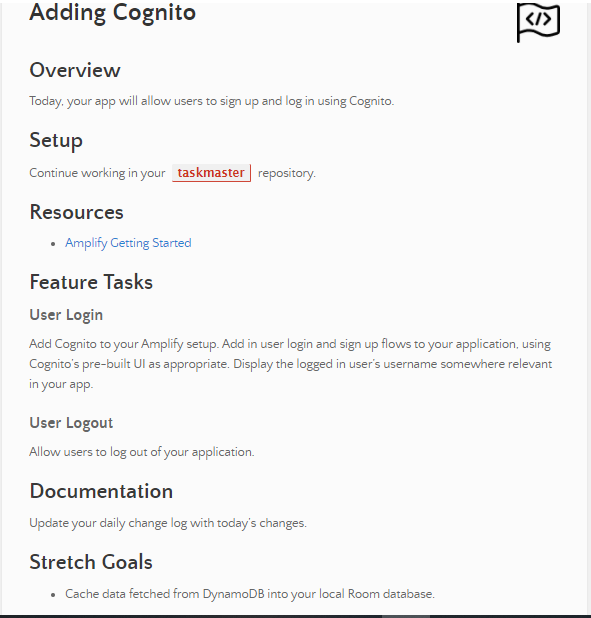 Adding Cognito
</>
Overview
Today, your app will allow users to sign up and log in using Cognito.
Setup
Continue working in your taskmaster repository.
Resources
• Amplify Getting Started
Feature Tasks
User Login
Add Cognito to your Amplify setup. Add in user login and sign up flows to your application, using
Cognito's pre-built UI as appropriate. Display the logged in user's username somewhere relevant
in your app.
User Logout
Allow users to log out of your application.
Documentation
Update your daily change log with today's changes.
Stretch Goals
• Cache data fetched from DynamoDB into your local Room database.